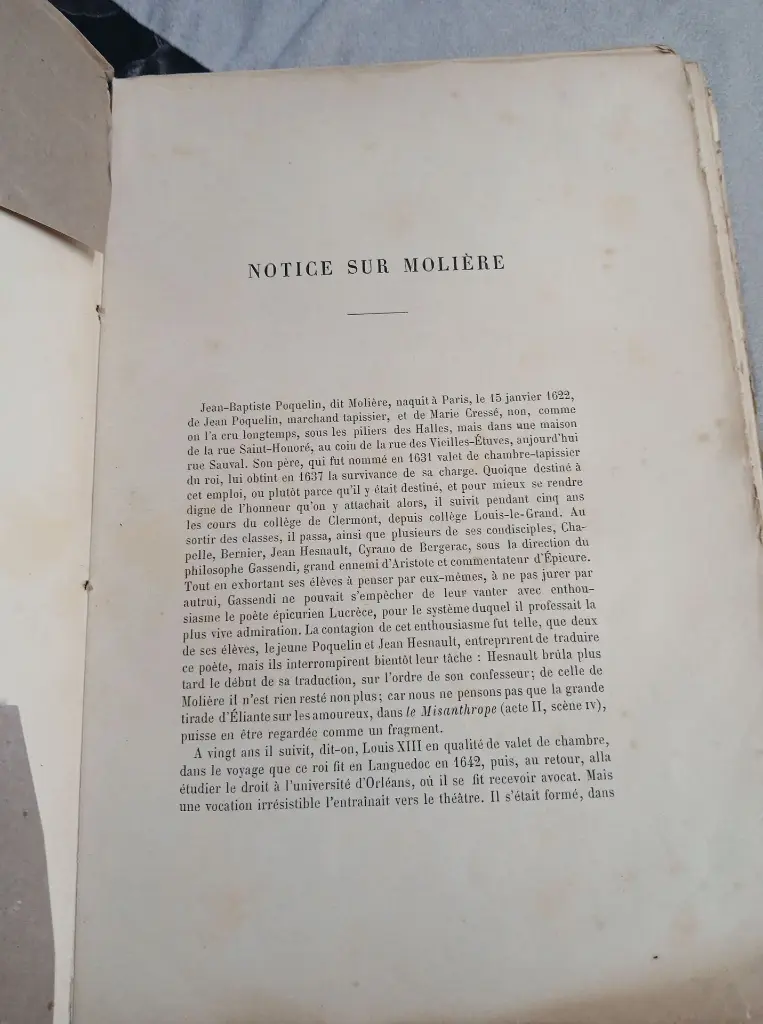 NOTICE SUR MOLIÈRE
Jean-Baptiste Poquelin, dit Molière, naquit à Paris, le 15 janvier 1622,
de Jean Poquelin, marchand tapissier, et de Marie Cressé, non, comme
on l'a cru longtemps, sous les piliers des Halles, mais dans une maison
de la rue Saint-Honoré, au coin de la rue des Vieilles-Étuves, aujourd'hui
rue Sauval. Son père, qui fut nommé en 1631 valet de chambre-tapissier
du roi, lui obtint en 1637 la survivance de sa charge. Quoique destiné à
cet emploi, ou plutôt parce qu'il y était destiné, et pour mieux se rendre
digne de l'honneur qu'on y attachait alors, il suivit pendant cinq ans
les cours du collège de Clermont, depuis collège Louis-le-Grand. Au
sortir des classes, il passa, ainsi que plusieurs de ses condisciples, Cha-
pelle, Bernier, Jean Hesnault, Cyrano de Bergerac, sous la direction du
philosophe Gassendi, grand ennemi d'Aristote et commentateur d'Épicure.
Tout en exhortant ses élèves à penser par eux-mêmes, à ne pas jurer par
autrui, Gassendi ne pouvait s'empêcher de leur vanter avec enthou-
siasme le poète épicurien Lucrèce, pour le système duquel il professait la
plus vive admiration. La contagion de cet enthousiasme fut telle, que deux
de ses élèves, le jeune Poquelin et Jean Hesnault, entreprirent de traduire
ce poète, mais ils interrompirent bientôt leur tâche : Hesnault brûla plus
tard le début de sa traduction, sur l'ordre de son confesseur; de celle de
Molière il n'est rien resté non plus; car nous ne pensons pas que la grande
tirade d'Éliante sur les amoureux, dans le Misanthrope (acte II, scène IV),
puisse en être regardée comme un fragment.
A vingt ans il suivit, dit-on, Louis XIII en qualité de valet de chambre,
dans le voyage que ce roi fit en Languedoc en 1642, puis, au retour, alla
étudier le droit à l'université d'Orléans, où il se fit recevoir avocat. Mais
une vocation irrésistible l'entraînait vers le théâtre. Il s'était formé, dans